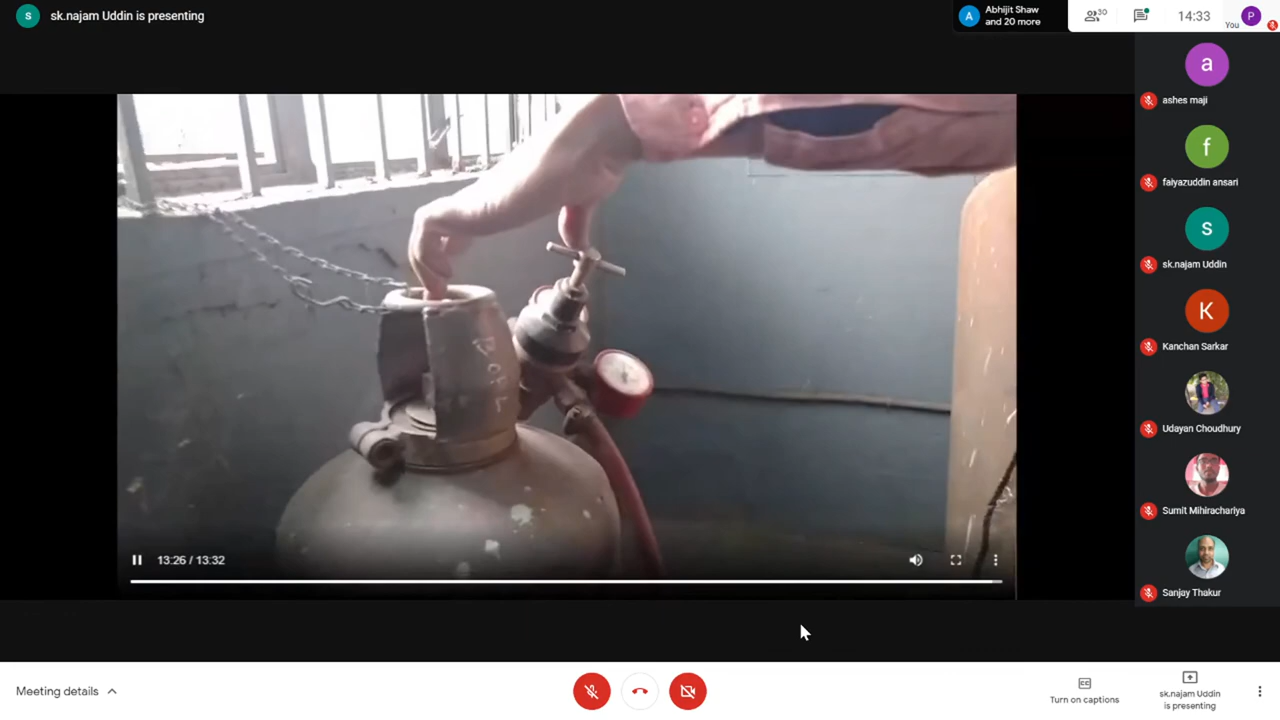 s
sk.najam Uddin is presenting
A
Abhijit Shaw
and 20 more
30
14:33
You
P
a
ashes maji
f
faiyazuddin ansari
s
sk.najam Uddin
K
Kanchan Sarkar
Udayan Choudhury
Sumit Mihirachariya
Sanjay Thakur
13:26 / 13:32
Meeting details
CC
Turn on captions
sk.najam Uddin
is presenting